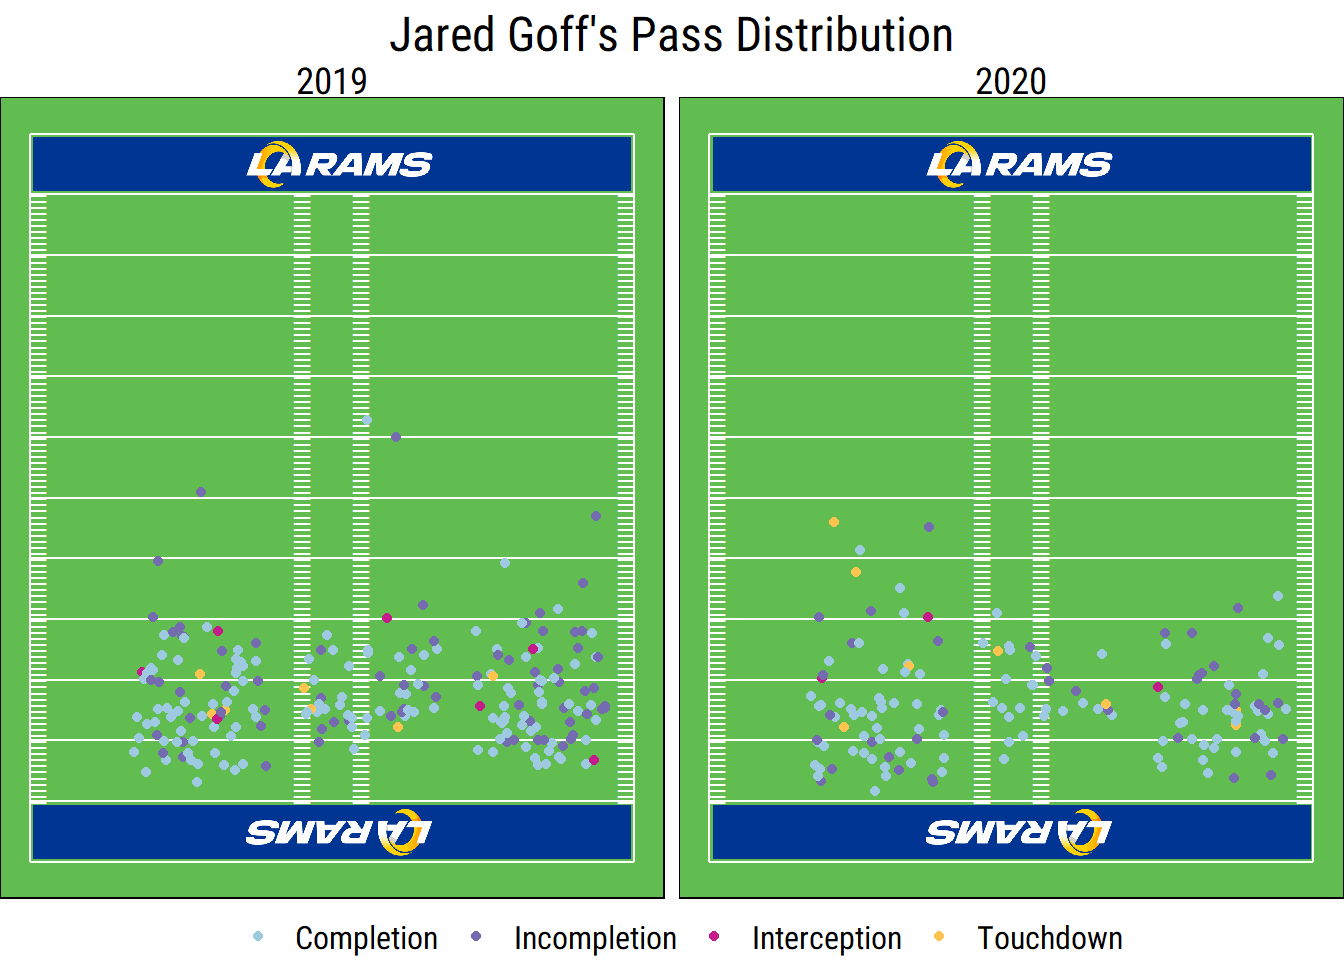 Jared Goff's Pass Distribution
2019
2020
LA RAMS
LA RAMS
LA RAMS
LA RAMS
Completion
Incompletion
Interception
Touchdown